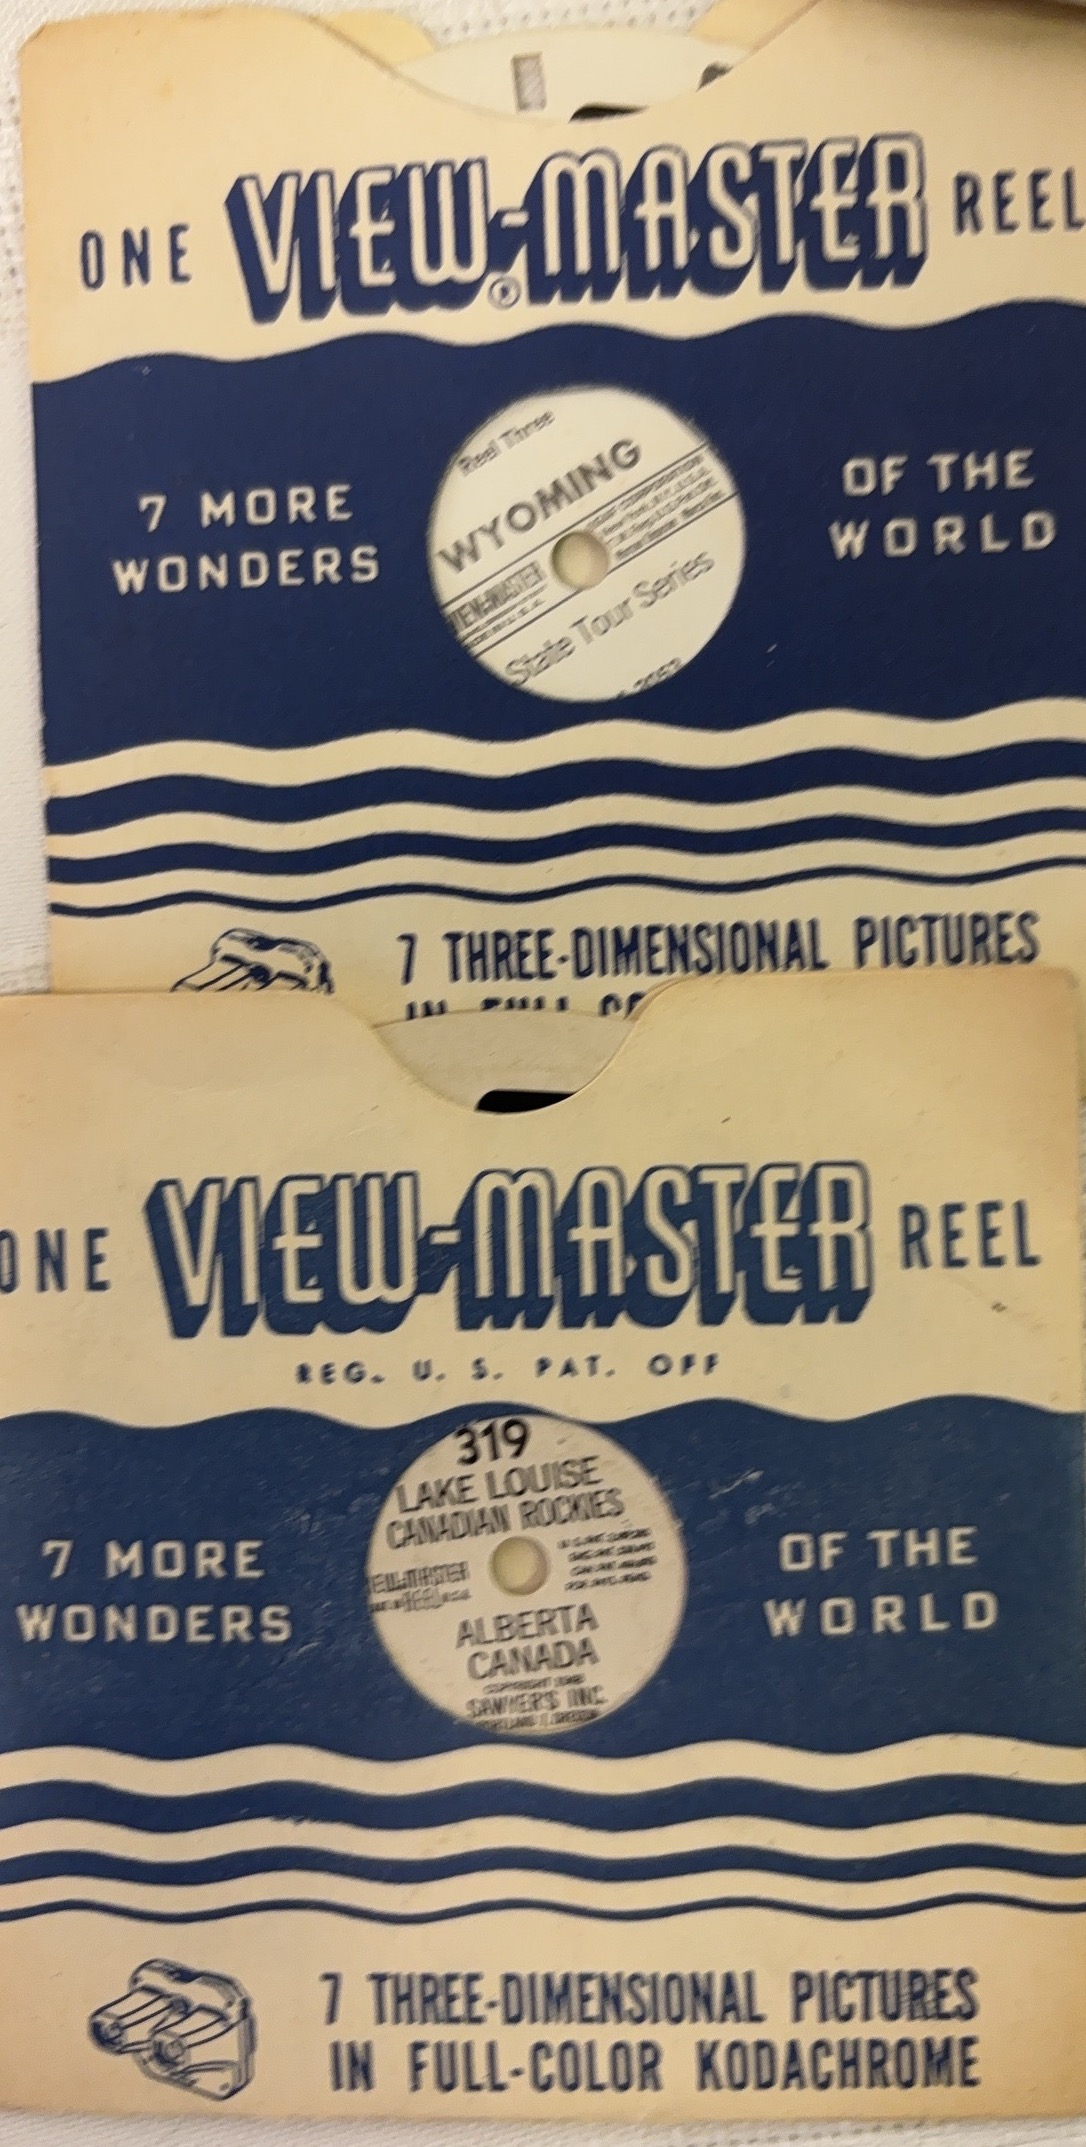 ONE VIEW-MASTER® REEL
7 MORE
WONDERS
Reel Three
WYOMING
State Tour Series
OF THE
WORLD
7 THREE-DIMENSIONAL PICTURES
ONE VIEW-MASTER REEL
REG. U. S. PAT. OFF
7 MORE
WONDERS
319
LAKE LOUISE
CANADIAN ROCKIES
ALBERTA
CANADA
SAWYER'S INC.
OF THE
WORLD
7 THREE-DIMENSIONAL PICTURES
IN FULL-COLOR KODACHROME